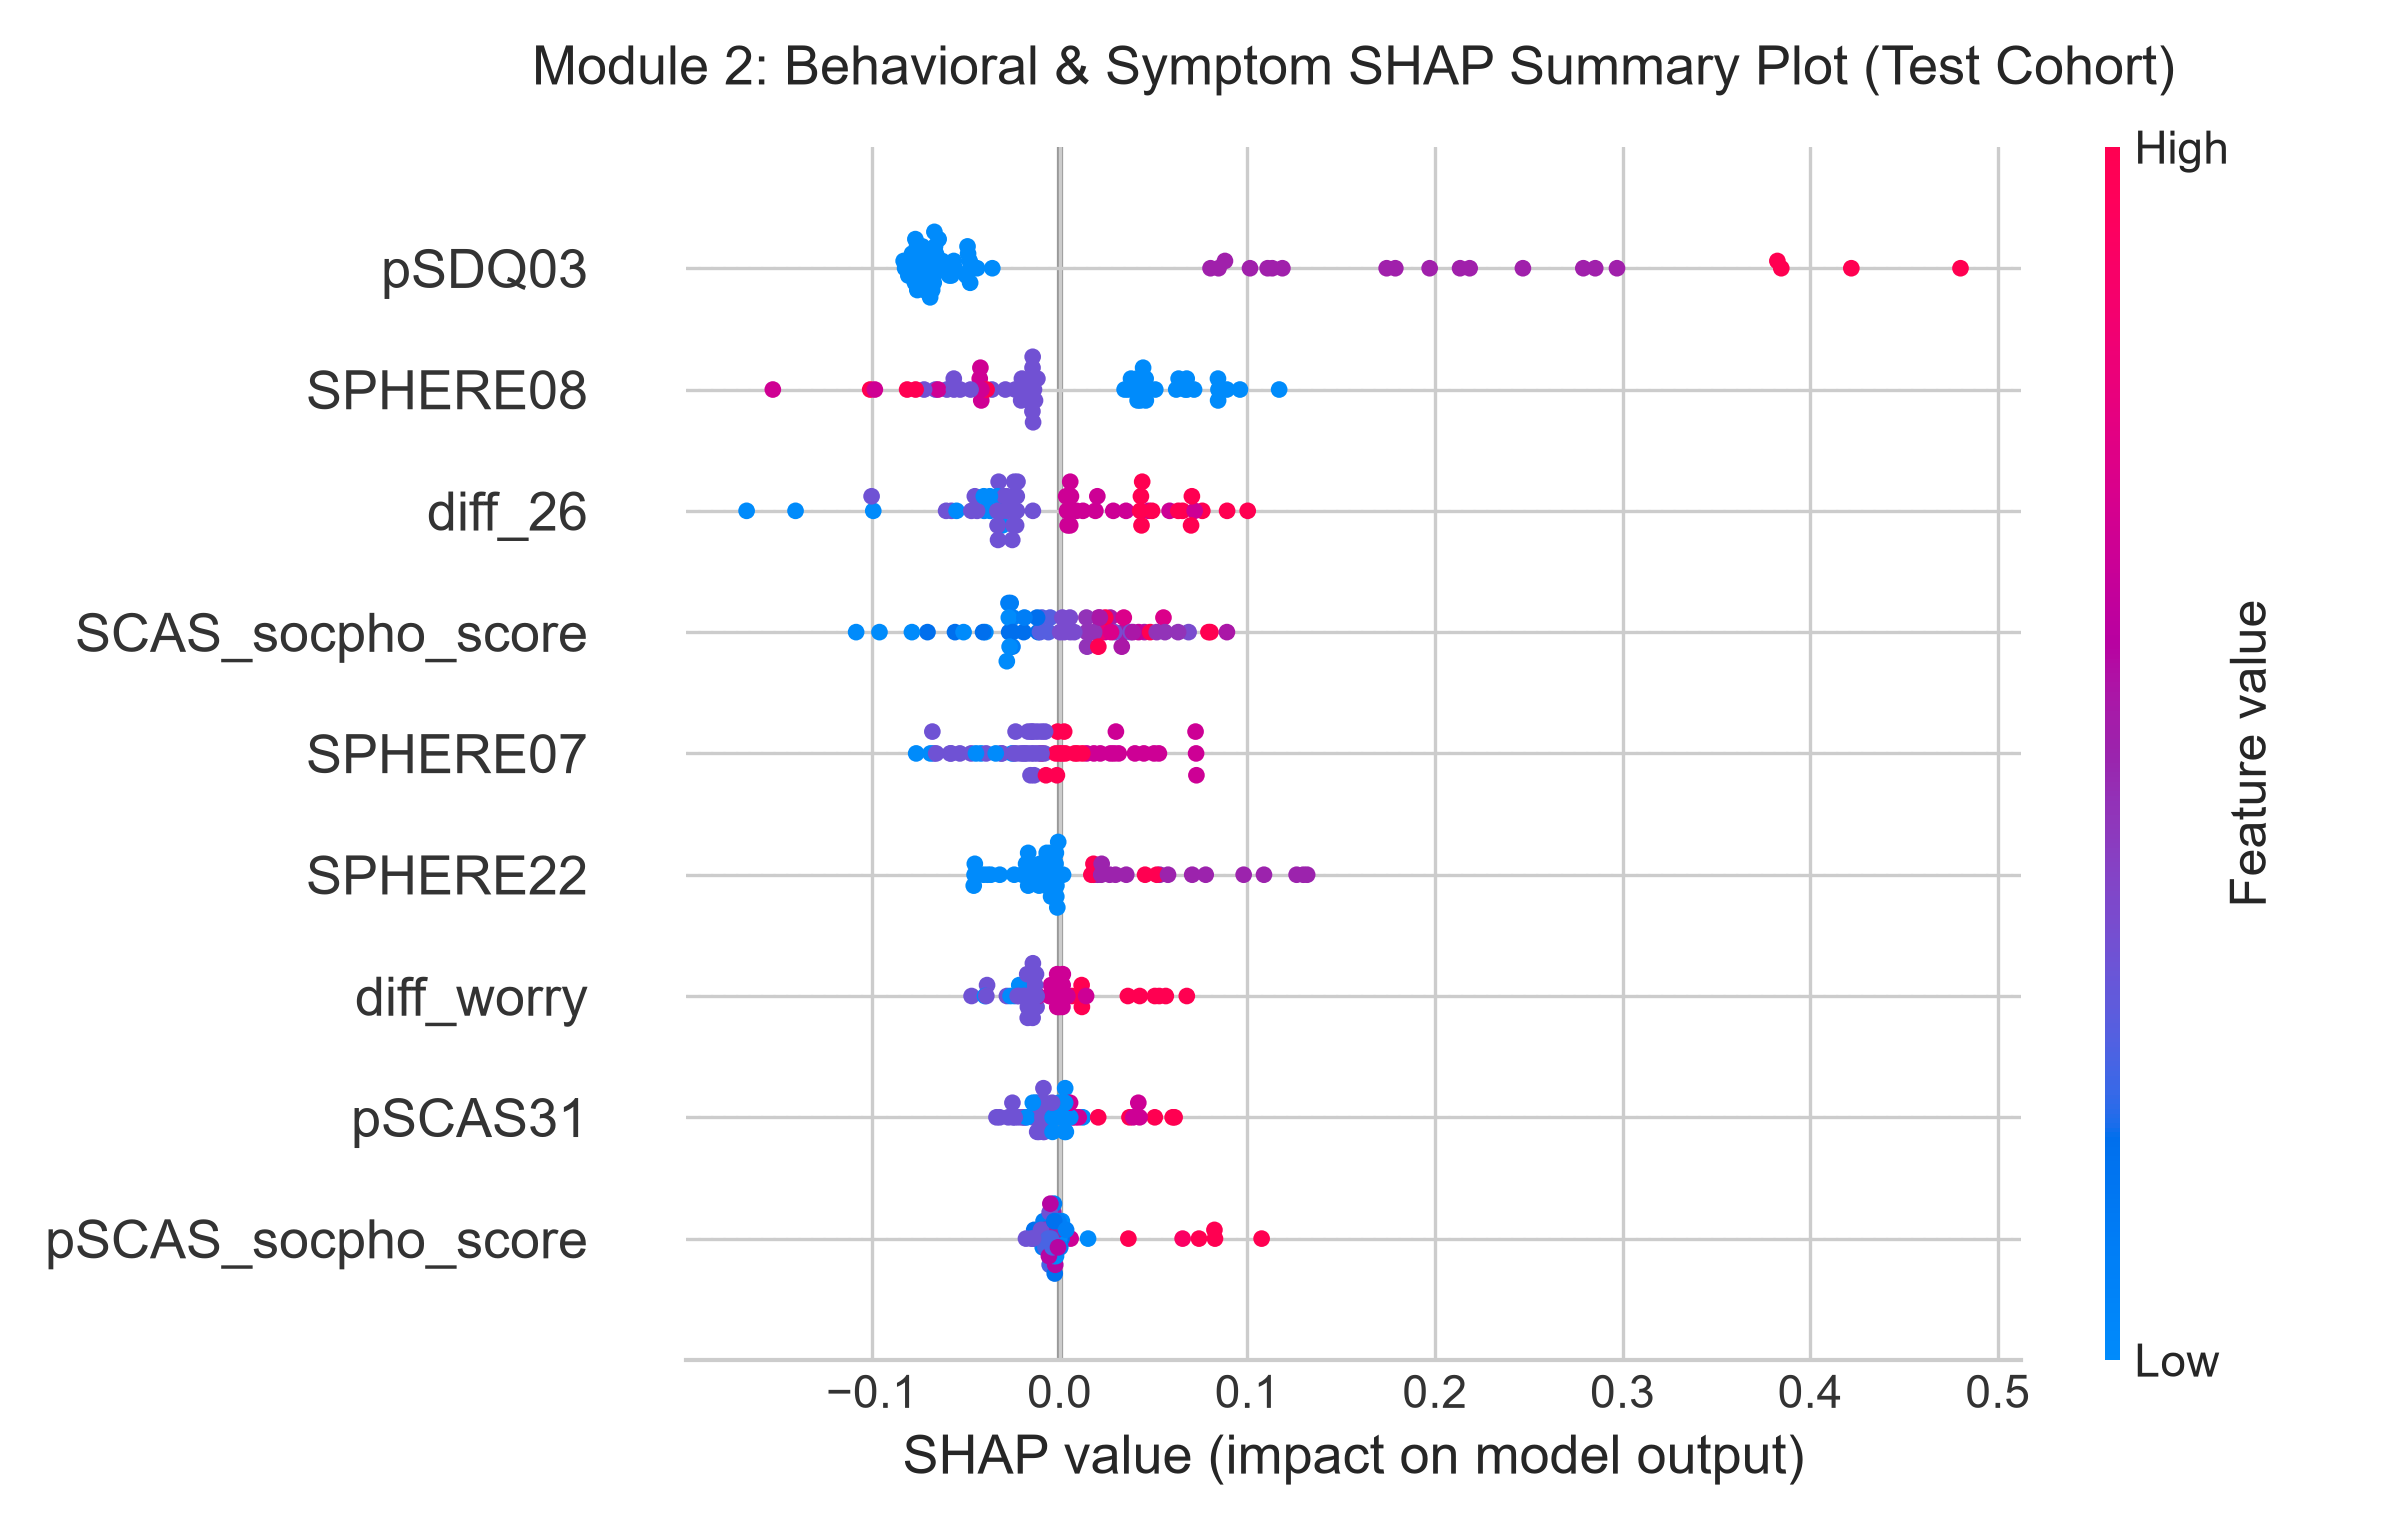 Module 2: Behavioral & Symptom SHAP Summary Plot (Test Cohort)
High
pSDQ03
SPHERE08
diff_26
SCAS_socpho_score
SPHERE07
SPHERE22
diff_worry
pSCAS31
pSCAS_socpho_score
Feature value
Low
−0.1 0.0 0.1 0.2 0.3 0.4 0.5
SHAP value (impact on model output)